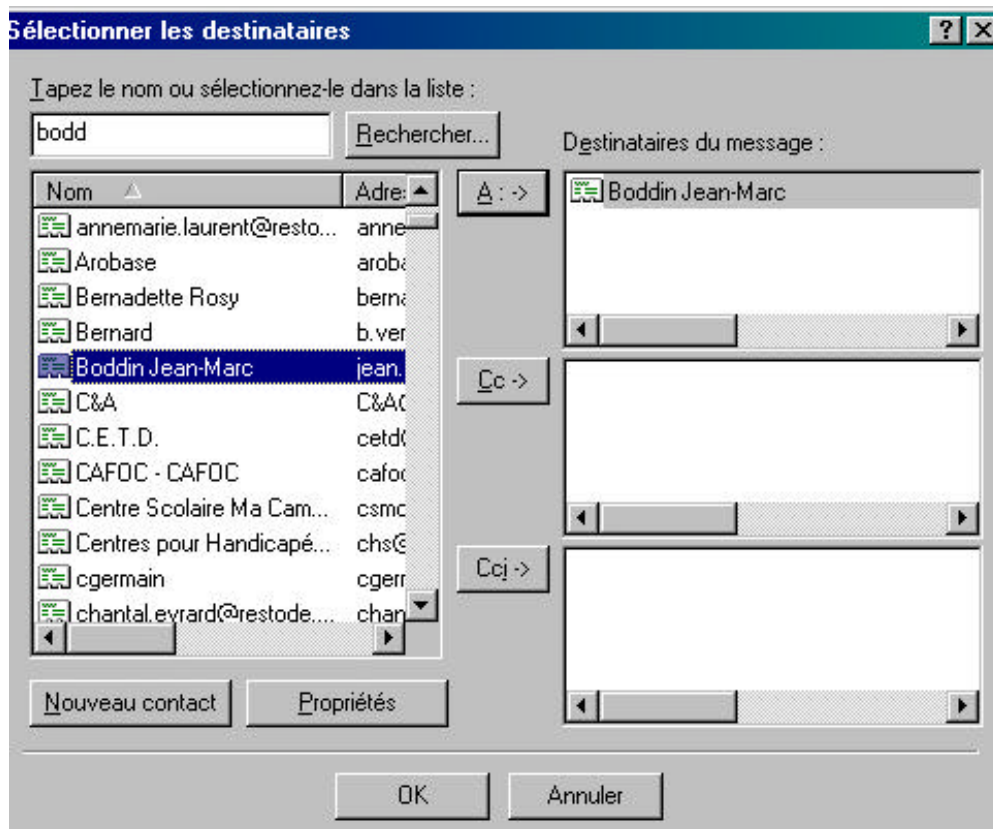 Sélectionner les destinataires
Tapez le nom ou sélectionnez-le dans la liste :
bodd
Rechercher...
Nom Adre
annemarie.laurent@resto... anne
Arobase aroba
Bernadette Rosy berna
Bernard b.ver
Boddin Jean-Marc jean.
C&A C&A
C.E.T.D. cetd
CAFOC - CAFOC cafoc
Centre Scolaire Ma Cam... csmc
Centres pour Handicapé... chs@
cgermain cgerr
chantal.evrard@restode.... chan
Nouveau contact
Propriétés
Destinataires du message :
A : ->
Boddin Jean-Marc
Cc ->
Cci ->
OK
Annuler